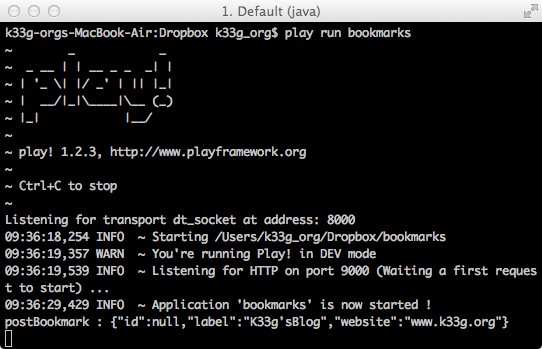 1. Default (java)
k33g-orgs-MacBook-Air:Dropbox k33g_org$ play run bookmarks
~        _            _
~  _ __ | | __ _ _  _| |
~ | '_ \| |/ _' | || |_|
~ |  __/|_|\____|\__ (_)
~ |_|            |__/
~
~ play! 1.2.3, http://www.playframework.org
~
~ Ctrl+C to stop
~
Listening for transport dt_socket at address: 8000
09:36:18,254 INFO  ~ Starting /Users/k33g_org/Dropbox/bookmarks
09:36:19,357 WARN  ~ You're running Play! in DEV mode
09:36:19,539 INFO  ~ Listening for HTTP on port 9000 (Waiting a first reques
t to start) ...
09:36:29,429 INFO  ~ Application 'bookmarks' is now started !
postBookmark : {"id":null,"label":"K33g'sBlog","website":"www.k33g.org"}